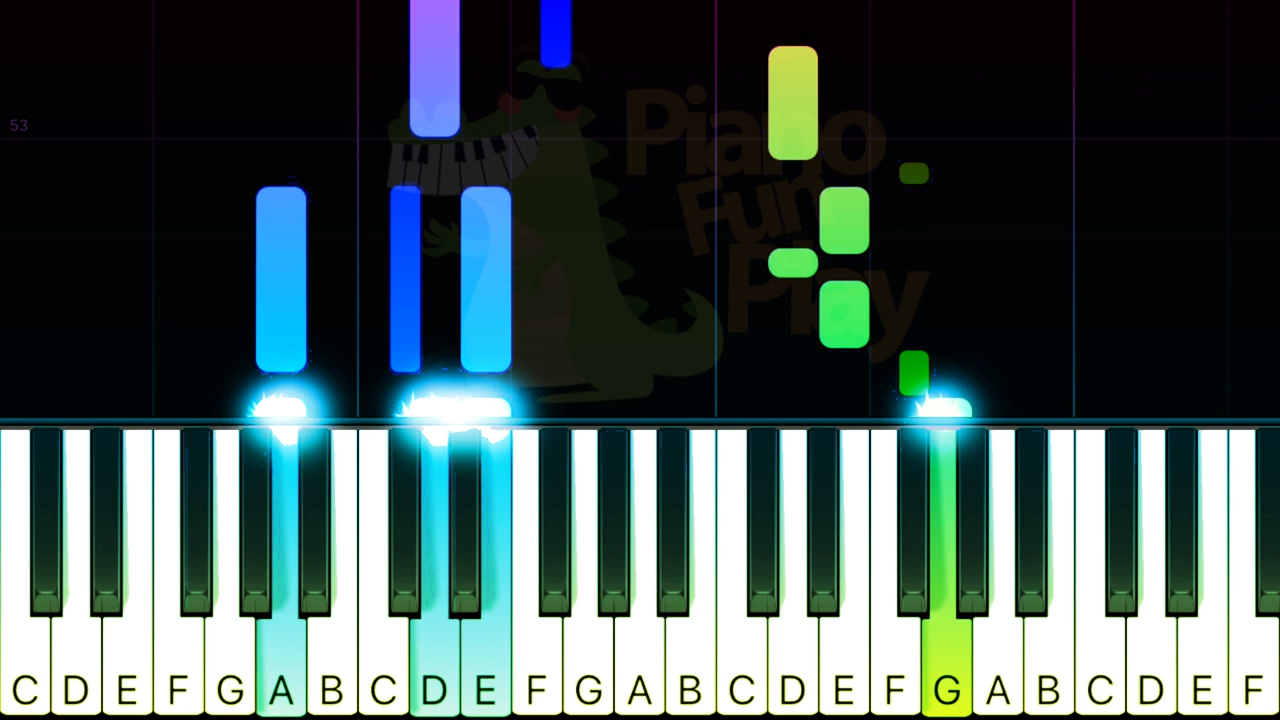 53
Piano
Fun
Play
C D E F G A B C D E F G A B C D E F G A B C D E F